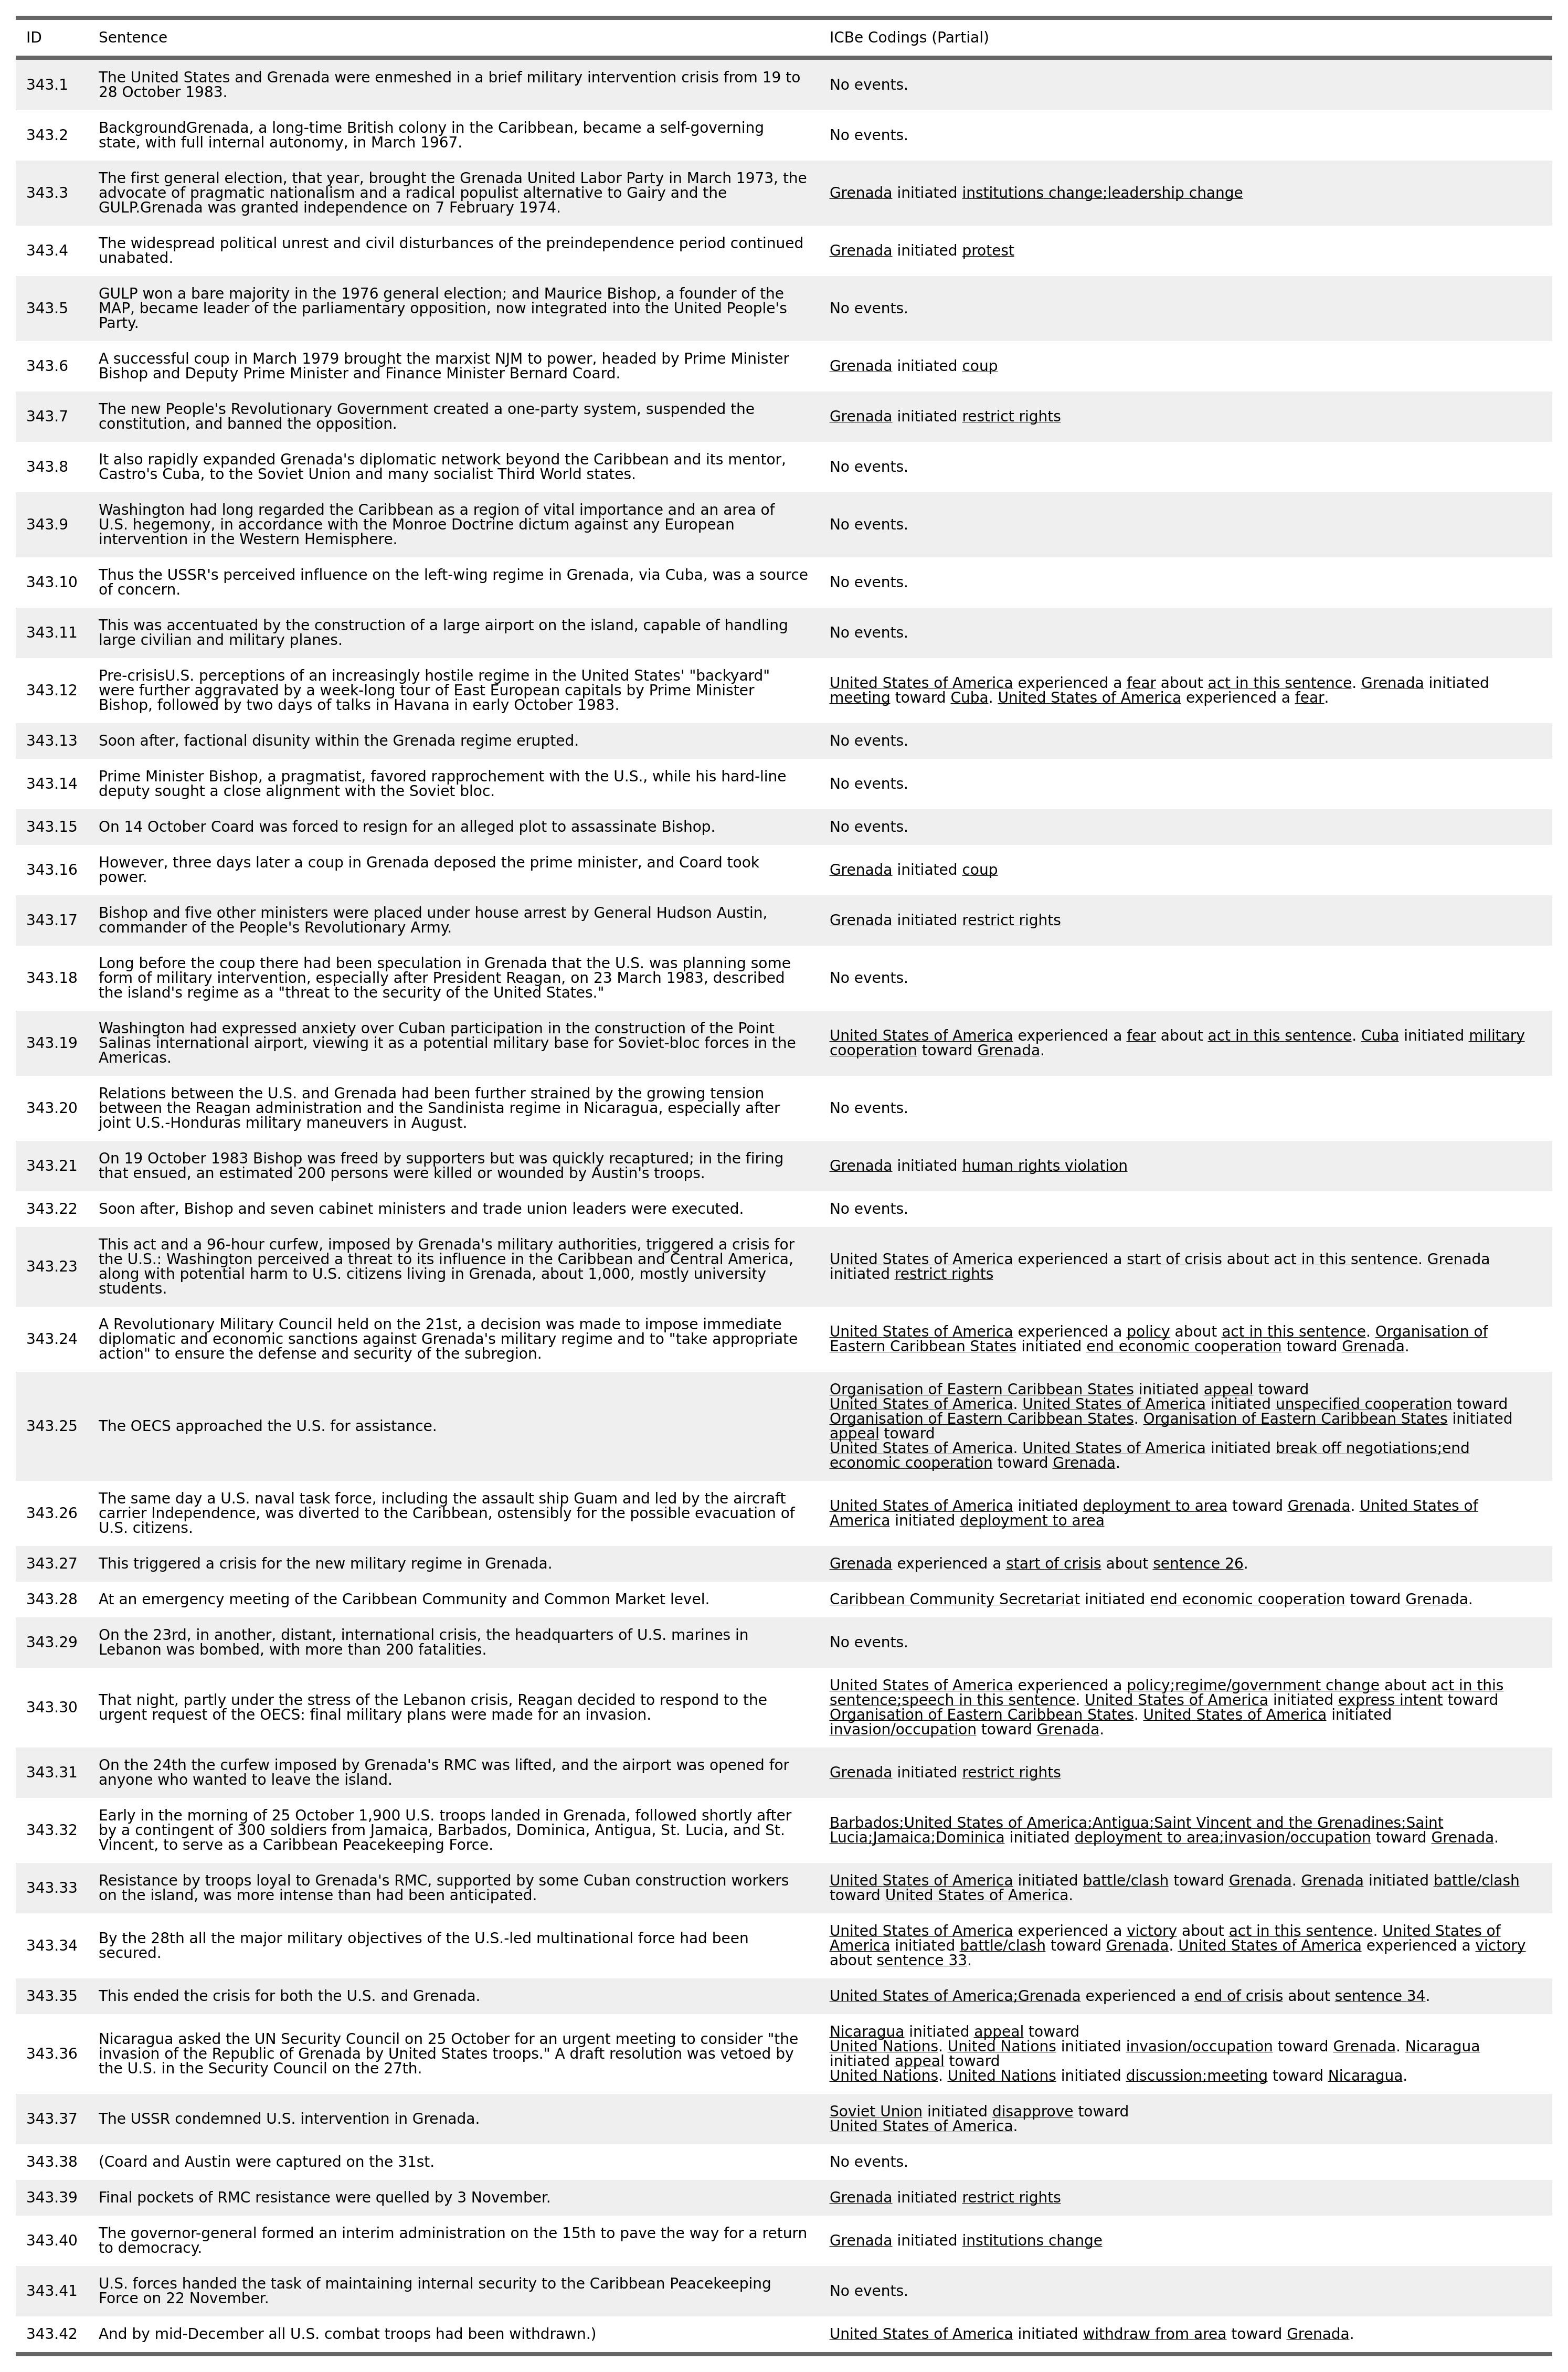 ID Sentence ICBe Codings (Partial)
343.1 The United States and Grenada were enmeshed in a brief military intervention crisis from 19 to
28 October 1983. No events.
343.2 BackgroundGrenada, a long-time British colony in the Caribbean, became a self-governing
state, with full internal autonomy, in March 1967. No events.
343.3 The first general election, that year, brought the Grenada United Labor Party in March 1973, the
advocate of pragmatic nationalism and a radical populist alternative to Gairy and the
GULP.Grenada was granted independence on 7 February 1974.
Grenada initiated institutions change;leadership change
343.4 The widespread political unrest and civil disturbances of the preindependence period continued
unabated.
Grenada initiated protest
343.5 GULP won a bare majority in the 1976 general election; and Maurice Bishop, a founder of the
MAP, became leader of the parliamentary opposition, now integrated into the United People's
Party.
No events.
343.6 A successful coup in March 1979 brought the marxist NJM to power, headed by Prime Minister
Bishop and Deputy Prime Minister and Finance Minister Bernard Coard.
Grenada initiated coup
343.7 The new People's Revolutionary Government created a one-party system, suspended the
constitution, and banned the opposition.
Grenada initiated restrict rights
343.8 It also rapidly expanded Grenada's diplomatic network beyond the Caribbean and its mentor,
Castro's Cuba, to the Soviet Union and many socialist Third World states.
No events.
343.9 Washington had long regarded the Caribbean as a region of vital importance and an area of
U.S. hegemony, in accordance with the Monroe Doctrine dictum against any European
intervention in the Western Hemisphere.
No events.
343.10 Thus the USSR's perceived influence on the left-wing regime in Grenada, via Cuba, was a source
of concern.
No events.
343.11 This was accentuated by the construction of a large airport on the island, capable of handling
large civilian and military planes.
No events.
343.12 Pre-crisisU.S. perceptions of an increasingly hostile regime in the United States' "backyard"
were further aggravated by a week-long tour of East European capitals by Prime Minister
Bishop, followed by two days of talks in Havana in early October 1983.
United States of America experienced a fear about act in this sentence. Grenada initiated
meeting toward Cuba. United States of America experienced a fear.
343.13 Soon after, factional disunity within the Grenada regime erupted.
No events.
343.14 Prime Minister Bishop, a pragmatist, favored rapprochement with the U.S., while his hard-line
deputy sought a close alignment with the Soviet bloc.
No events.
343.15 On 14 October Coard was forced to resign for an alleged plot to assassinate Bishop.
No events.
343.16 However, three days later a coup in Grenada deposed the prime minister, and Coard took
power.
Grenada initiated coup
343.17 Bishop and five other ministers were placed under house arrest by General Hudson Austin,
commander of the People's Revolutionary Army.
Grenada initiated restrict rights
343.18 Long before the coup there had been speculation in Grenada that the U.S. was planning some
form of military intervention, especially after President Reagan, on 23 March 1983, described
the island's regime as a "threat to the security of the United States."
No events.
343.19 Washington had expressed anxiety over Cuban participation in the construction of the Point
Salinas international airport, viewing it as a potential military base for Soviet-bloc forces in the
Americas.
United States of America experienced a fear about act in this sentence. Cuba initiated military
cooperation toward Grenada.
343.20 Relations between the U.S. and Grenada had been further strained by the growing tension
between the Reagan administration and the Sandinista regime in Nicaragua, especially after
joint U.S.-Honduras military maneuvers in August.
No events.
343.21 On 19 October 1983 Bishop was freed by supporters but was quickly recaptured; in the firing
that ensued, an estimated 200 persons were killed or wounded by Austin's troops.
Grenada initiated human rights violation
343.22 Soon after, Bishop and seven cabinet ministers and trade union leaders were executed.
No events.
343.23 This act and a 96-hour curfew, imposed by Grenada's military authorities, triggered a crisis for
the U.S.: Washington perceived a threat to its influence in the Caribbean and Central America,
along with potential harm to U.S. citizens living in Grenada, about 1,000, mostly university
students.
United States of America experienced a start of crisis about act in this sentence. Grenada
initiated restrict rights
343.24 A Revolutionary Military Council held on the 21st, a decision was made to impose immediate
diplomatic and economic sanctions against Grenada's military regime and to "take appropriate
action" to ensure the defense and security of the subregion.
United States of America experienced a policy about act in this sentence. Organisation of
Eastern Caribbean States initiated end economic cooperation toward Grenada.
343.25 The OECS approached the U.S. for assistance.
Organisation of Eastern Caribbean States initiated appeal toward
United States of America. United States of America initiated unspecified cooperation toward
Organisation of Eastern Caribbean States. Organisation of Eastern Caribbean States initiated
appeal toward
United States of America. United States of America initiated break off negotiations;end
economic cooperation toward Grenada.
343.26 The same day a U.S. naval task force, including the assault ship Guam and led by the aircraft
carrier Independence, was diverted to the Caribbean, ostensibly for the possible evacuation of
U.S. citizens.
United States of America initiated deployment to area toward Grenada. United States of
America initiated deployment to area
343.27 This triggered a crisis for the new military regime in Grenada.
Grenada experienced a start of crisis about sentence 26.
343.28 At an emergency meeting of the Caribbean Community and Common Market level.
Caribbean Community Secretariat initiated end economic cooperation toward Grenada.
343.29 On the 23rd, in another, distant, international crisis, the headquarters of U.S. marines in
Lebanon was bombed, with more than 200 fatalities.
No events.
343.30 That night, partly under the stress of the Lebanon crisis, Reagan decided to respond to the
urgent request of the OECS: final military plans were made for an invasion.
United States of America experienced a policy;regime/government change about act in this
sentence;speech in this sentence. United States of America initiated express intent toward
Organisation of Eastern Caribbean States. United States of America initiated
invasion/occupation toward Grenada.
343.31 On the 24th the curfew imposed by Grenada's RMC was lifted, and the airport was opened for
anyone who wanted to leave the island.
Grenada initiated restrict rights
343.32 Early in the morning of 25 October 1,900 U.S. troops landed in Grenada, followed shortly after
by a contingent of 300 soldiers from Jamaica, Barbados, Dominica, Antigua, St. Lucia, and St.
Vincent, to serve as a Caribbean Peacekeeping Force.
Barbados;United States of America;Antigua;Saint Vincent and the Grenadines;Saint
Lucia;Jamaica;Dominica initiated deployment to area;invasion/occupation toward Grenada.
343.33 Resistance by troops loyal to Grenada's RMC, supported by some Cuban construction workers
on the island, was more intense than had been anticipated.
United States of America initiated battle/clash toward Grenada. Grenada initiated battle/clash
toward United States of America.
343.34 By the 28th all the major military objectives of the U.S.-led multinational force had been
secured.
United States of America experienced a victory about act in this sentence. United States of
America initiated battle/clash toward Grenada. United States of America experienced a victory
about sentence 33.
343.35 This ended the crisis for both the U.S. and Grenada.
United States of America;Grenada experienced a end of crisis about sentence 34.
343.36 Nicaragua asked the UN Security Council on 25 October for an urgent meeting to consider "the
invasion of the Republic of Grenada by United States troops." A draft resolution was vetoed by
the U.S. in the Security Council on the 27th.
Nicaragua initiated appeal toward
United Nations. United Nations initiated invasion/occupation toward Grenada. Nicaragua
initiated appeal toward
United Nations. United Nations initiated discussion;meeting toward Nicaragua.
343.37 The USSR condemned U.S. intervention in Grenada.
Soviet Union initiated disapprove toward
United States of America.
343.38 (Coard and Austin were captured on the 31st.
No events.
343.39 Final pockets of RMC resistance were quelled by 3 November.
Grenada initiated restrict rights
343.40 The governor-general formed an interim administration on the 15th to pave the way for a return
to democracy.
Grenada initiated institutions change
343.41 U.S. forces handed the task of maintaining internal security to the Caribbean Peacekeeping
Force on 22 November.
No events.
343.42 And by mid-December all U.S. combat troops had been withdrawn.)
United States of America initiated withdraw from area toward Grenada.